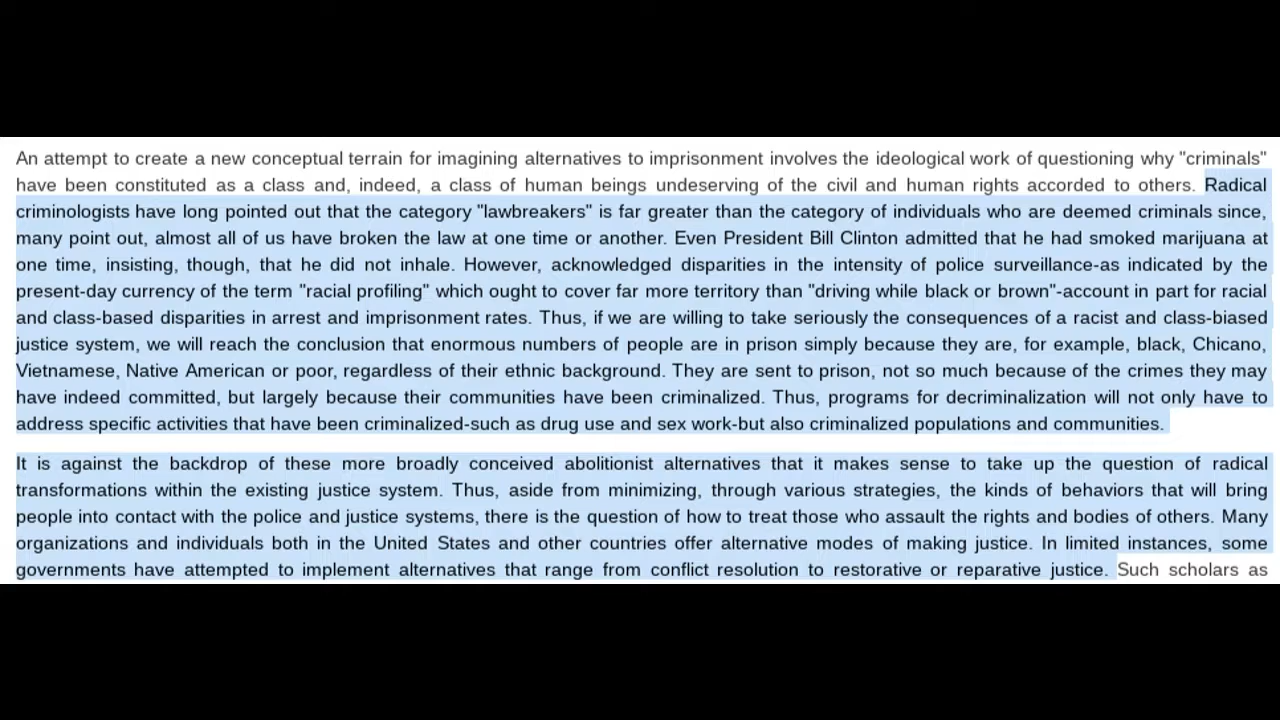 An attempt to create a new conceptual terrain for imagining alternatives to imprisonment involves the ideological work of questioning why "criminals"
have been constituted as a class and, indeed, a class of human beings undeserving of the civil and human rights accorded to others. Radical
criminologists have long pointed out that the category "lawbreakers" is far greater than the category of individuals who are deemed criminals since,
many point out, almost all of us have broken the law at one time or another. Even President Bill Clinton admitted that he had smoked marijuana at
one time, insisting, though, that he did not inhale. However, acknowledged disparities in the intensity of police surveillance-as indicated by the
present-day currency of the term "racial profiling" which ought to cover far more territory than "driving while black or brown"-account in part for racial
and class-based disparities in arrest and imprisonment rates. Thus, if we are willing to take seriously the consequences of a racist and class-biased
justice system, we will reach the conclusion that enormous numbers of people are in prison simply because they are, for example, black, Chicano,
Vietnamese, Native American or poor, regardless of their ethnic background. They are sent to prison, not so much because of the crimes they may
have indeed committed, but largely because their communities have been criminalized. Thus, programs for decriminalization will not only have to
address specific activities that have been criminalized-such as drug use and sex work-but also criminalized populations and communities.
It is against the backdrop of these more broadly conceived abolitionist alternatives that it makes sense to take up the question of radical
transformations within the existing justice system. Thus, aside from minimizing, through various strategies, the kinds of behaviors that will bring
people into contact with the police and justice systems, there is the question of how to treat those who assault the rights and bodies of others. Many
organizations and individuals both in the United States and other countries offer alternative modes of making justice. In limited instances, some
governments have attempted to implement alternatives that range from conflict resolution to restorative or reparative justice. Such scholars as